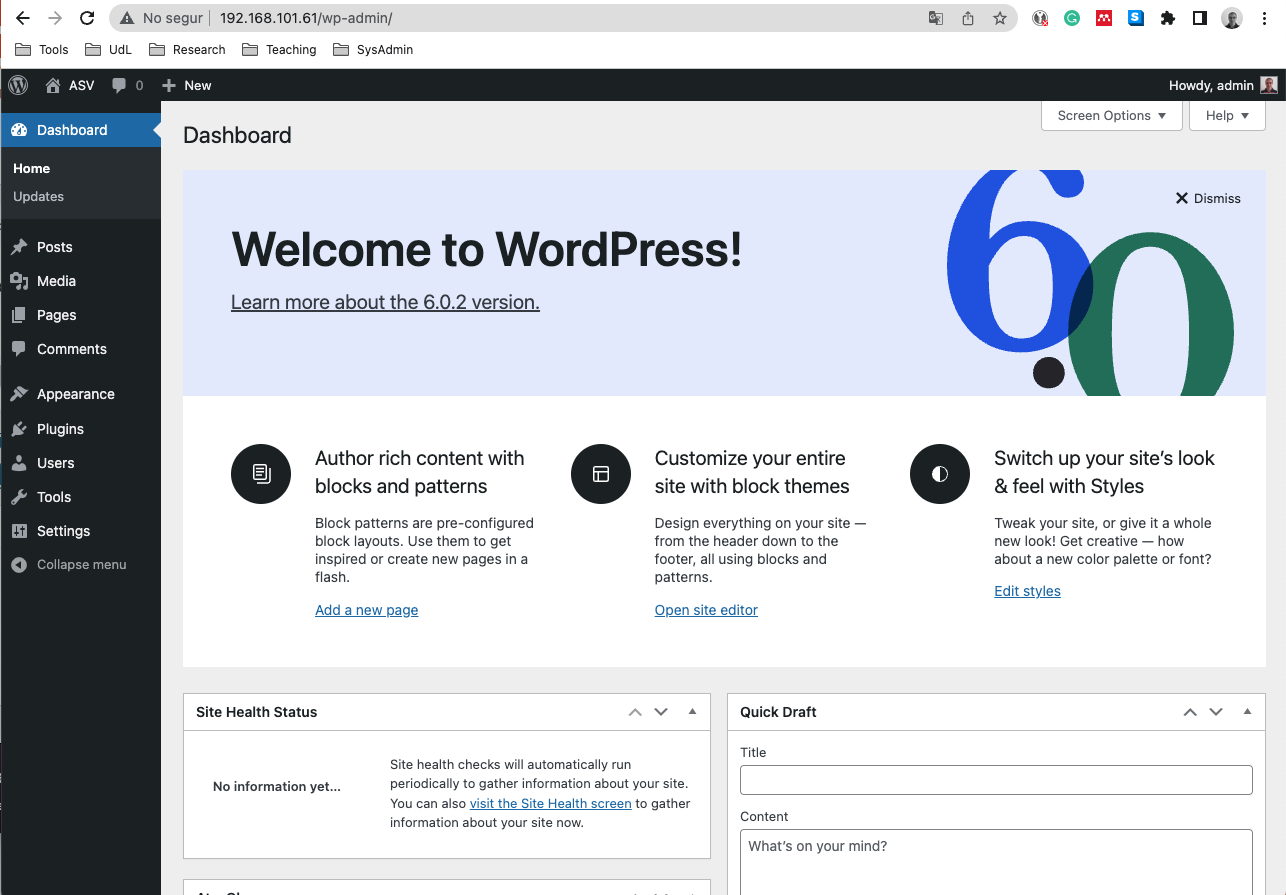 No segur 192.168.101.61/wp-admin/
Tools UdL Research Teaching SysAdmin
ASV 0 New Howdy, admin
Screen Options Help
Dashboard
Home
Updates
Posts
Media
Pages
Comments
Appearance
Plugins
Users
Tools
Settings
Collapse menu
Dashboard
Dismiss
Welcome to WordPress!
Learn more about the 6.0.2 version.
6.0
Author rich content with
blocks and patterns
Block patterns are pre-configured
block layouts. Use them to get
inspired or create new pages in a
flash.
Add a new page
Customize your entire
site with block themes
Design everything on your site —
from the header down to the
footer, all using blocks and
patterns.
Open site editor
Switch up your site’s look
& feel with Styles
Tweak your site, or give it a whole
new look! Get creative — how
about a new color palette or font?
Edit styles
Site Health Status
No information yet...
Site health checks will automatically run
periodically to gather information about your site.
You can also visit the Site Health screen to gather
information about your site now.
Quick Draft
Title
Content
What’s on your mind?